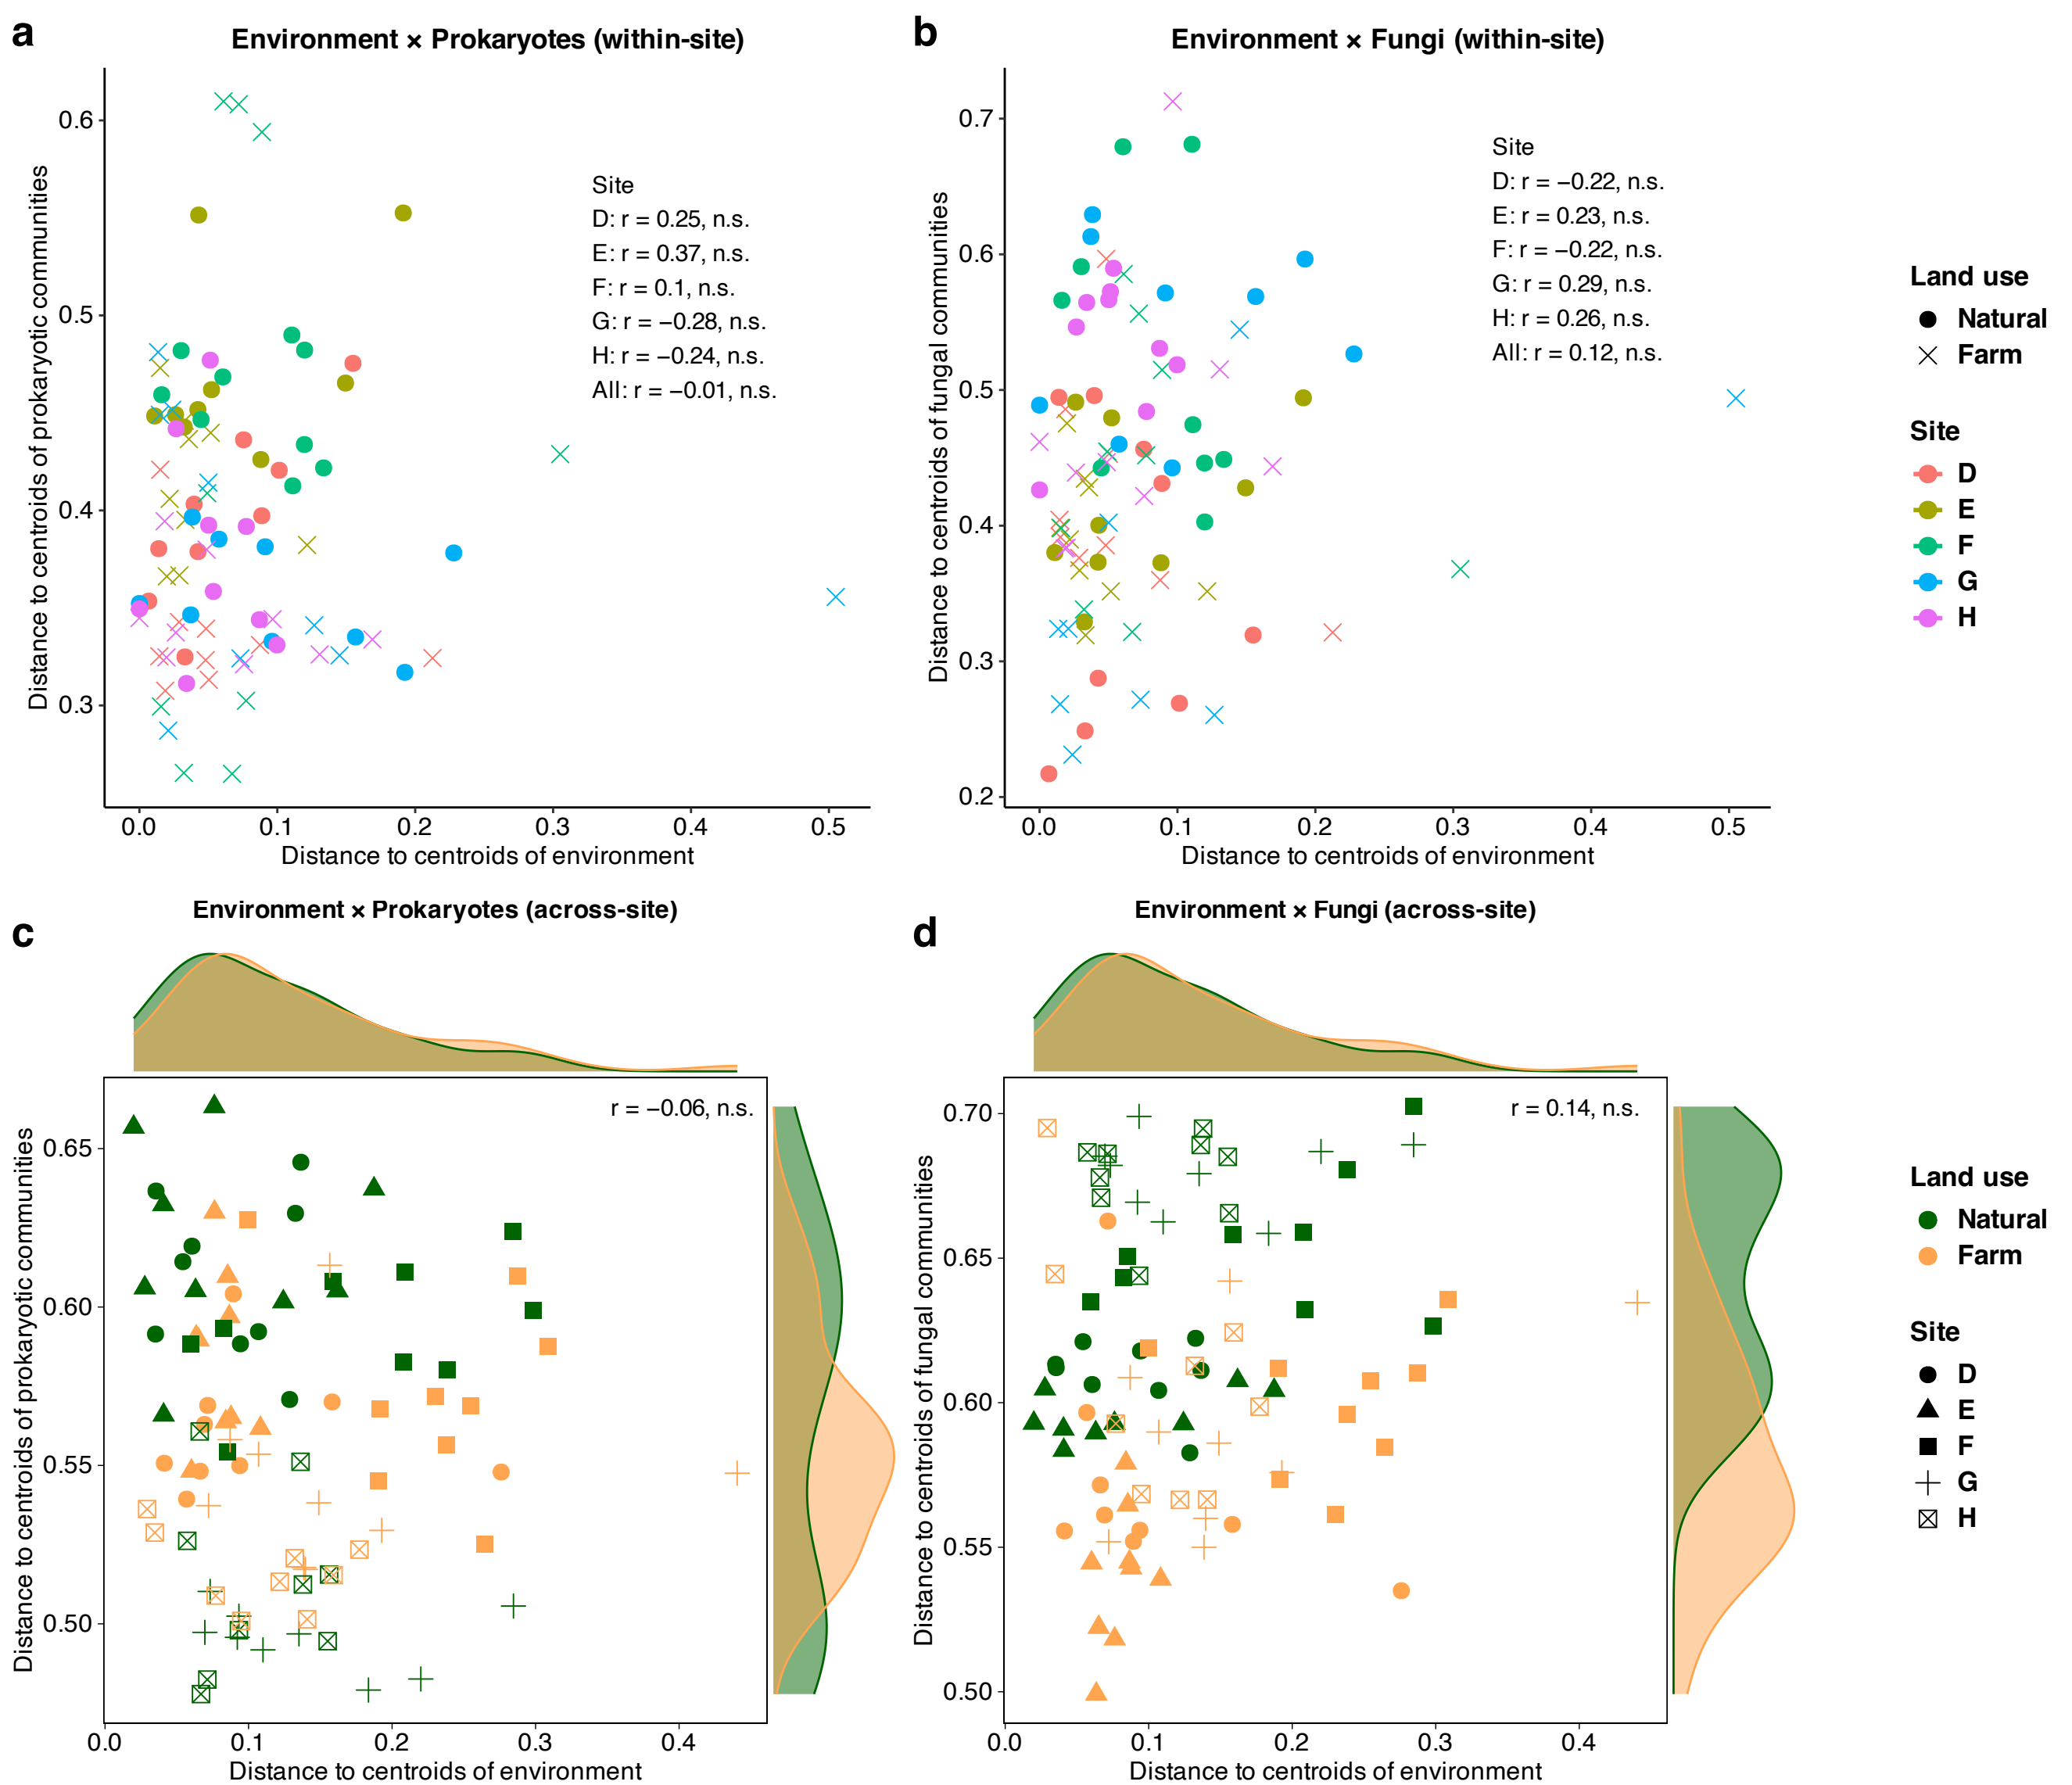 a
Environment × Prokaryotes (within-site)
Distance to centroids of prokaryotic communities
0.6
0.5
0.4
0.3
Site
D: r = 0.25, n.s.
E: r = 0.37, n.s.
F: r = 0.1, n.s.
G: r = −0.28, n.s.
H: r = −0.24, n.s.
All: r = −0.01, n.s.
0.0 0.1 0.2 0.3 0.4 0.5
Distance to centroids of environment
b
Environment × Fungi (within-site)
Distance to centroids of fungal communities
0.7
0.6
0.5
0.4
0.3
0.2
Site
D: r = −0.22, n.s.
E: r = 0.23, n.s.
F: r = −0.22, n.s.
G: r = 0.29, n.s.
H: r = 0.26, n.s.
All: r = 0.12, n.s.
0.0 0.1 0.2 0.3 0.4 0.5
Distance to centroids of environment
Land use
Natural
Farm
Site
D
E
F
G
H
c
Environment × Prokaryotes (across-site)
Distance to centroids of prokaryotic communities
r = −0.06, n.s.
0.65
0.60
0.55
0.50
0.0 0.1 0.2 0.3 0.4
Distance to centroids of environment
d
Environment × Fungi (across-site)
Distance to centroids of fungal communities
r = 0.14, n.s.
0.70
0.65
0.60
0.55
0.50
0.0 0.1 0.2 0.3 0.4
Distance to centroids of environment
Land use
Natural
Farm
Site
D
E
F
G
H